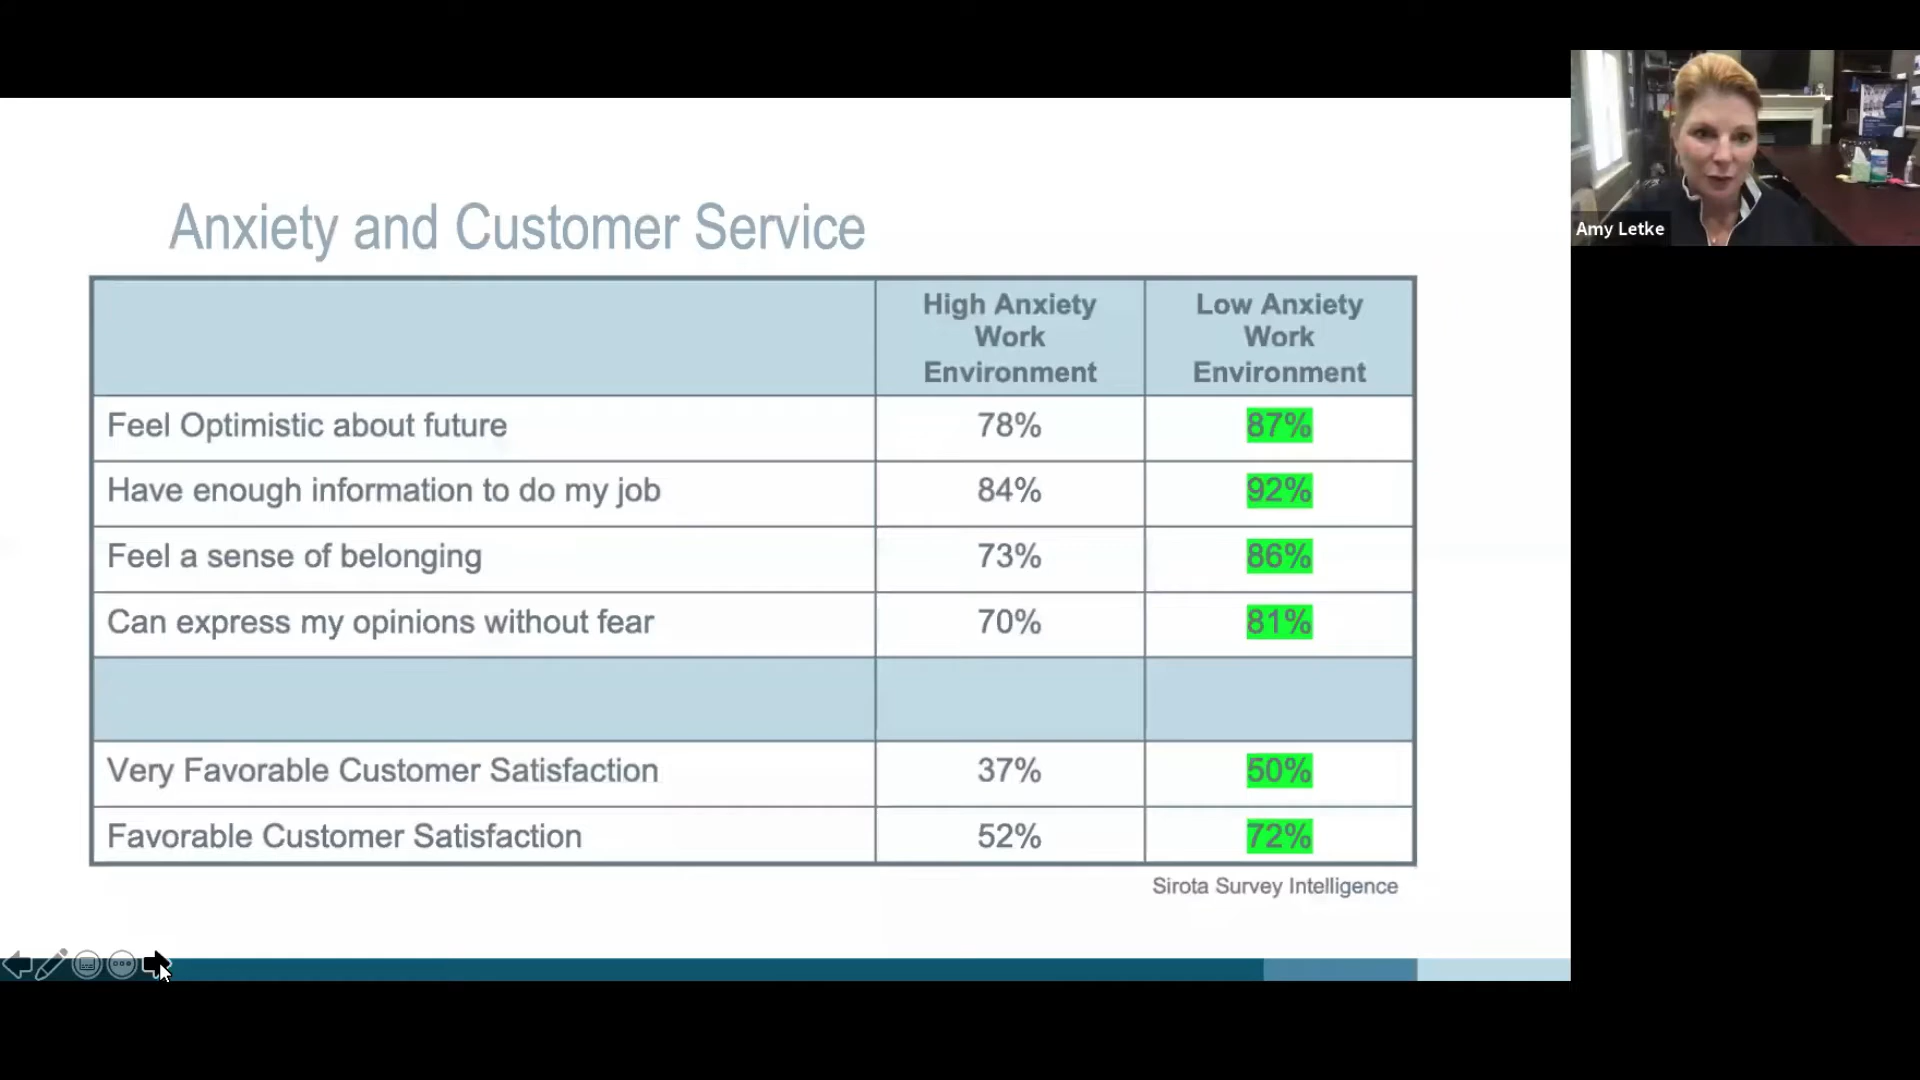 Anxiety and Customer Service
High Anxiety
Work
Environment
Low Anxiety
Work
Environment
Feel Optimistic about future
78%
87%
Have enough information to do my job
84%
92%
Feel a sense of belonging
73%
86%
Can express my opinions without fear
70%
81%
Very Favorable Customer Satisfaction
37%
50%
Favorable Customer Satisfaction
52%
72%
Sirota Survey Intelligence
Amy Letke